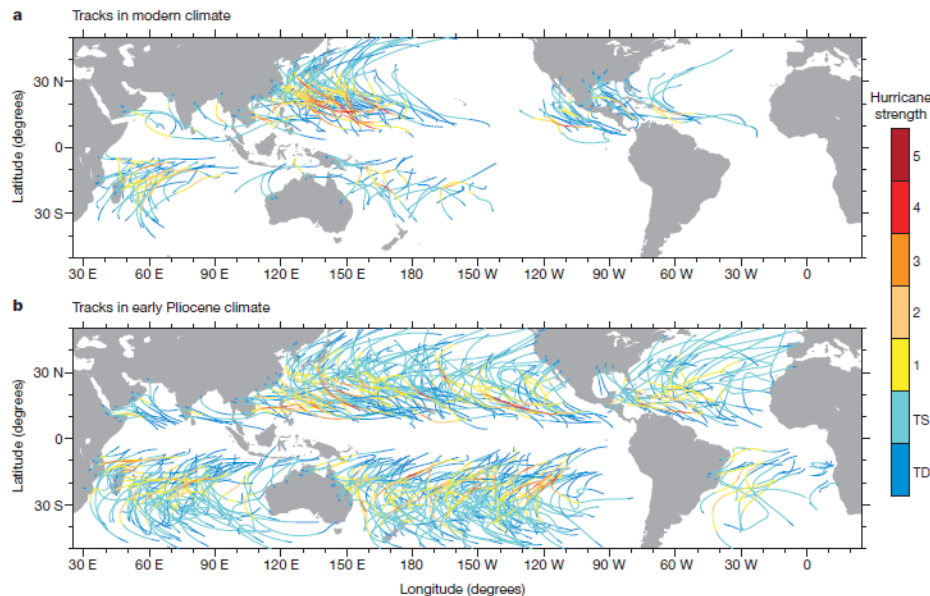 a Tracks in modern climate
30 N
0
30 S
Latitude (degrees)
30 E 60 E 90 E 120 E 150 E 180 150 W 120 W 90 W 60 W 30 W 0
b Tracks in early Pliocene climate
30 N
0
30 S
Latitude (degrees)
30 E 60 E 90 E 120 E 150 E 180 150 W 120 W 90 W 60 W 30 W 0
Longitude (degrees)
Hurricane
strength
5
4
3
2
1
TS
TD